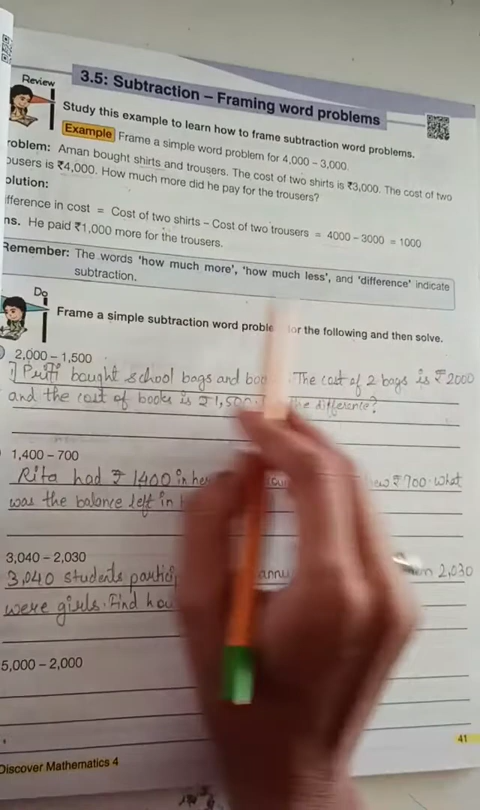 Review
3.5: Subtraction – Framing word problems
Study this example to learn how to frame subtraction word problems.
Example Frame a simple word problem for 4,000 – 3,000.
roblem: Aman bought shirts and trousers. The cost of two shirts is ₹3,000. The cost of two
ousers is ₹4,000. How much more did he pay for the trousers?
olution:
ifference in cost = Cost of two shirts – Cost of two trousers = 4000 – 3000 = 1000
ns. He paid ₹1,000 more for the trousers.
Remember: The words 'how much more', 'how much less', and 'difference' indicate
subtraction.
Do
Frame a simple subtraction word proble or the following and then solve.
2,000 – 1,500
1) Priti bought school bags and boo The cost of 2 bags is ₹2000
and the cost of books is ₹1,500. the difference?
1,400 – 700
Rita had ₹1400 in he ₹700. What
was the balance left in
3,040 – 2,030
3,040 students partici annu 2,030
were girls. Find ho
5,000 – 2,000
41
Discover Mathematics 4